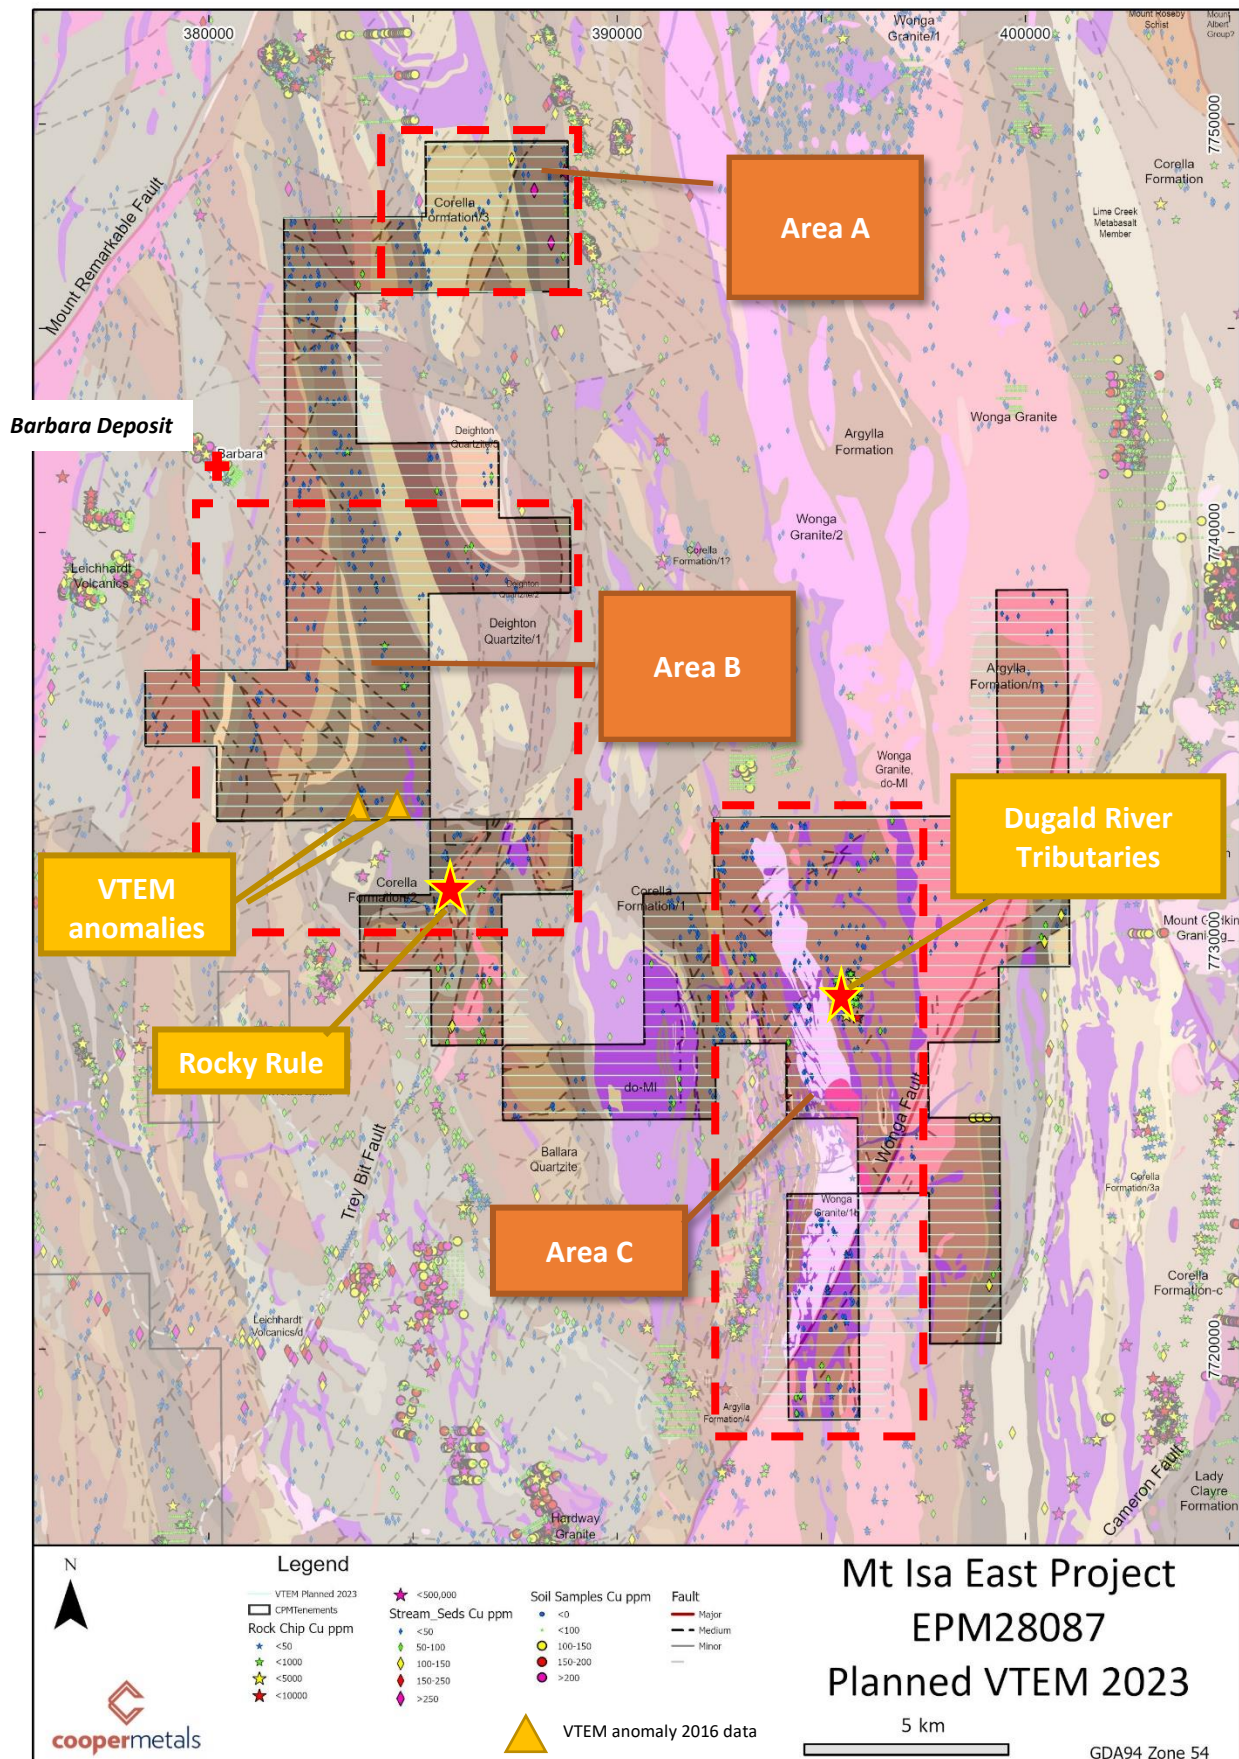 380000
390000
400000
Wonga
Granite/1
Mount Roseby
Schist
Mount
Albert
Group?
7750000
Corella
Formation
Lime Creek
Metabasalt
Member
Mount Remarkable Fault
Corella
Formation/3
Area A
Barbara Deposit
Barbara
Deighton
Quartzite/3
Argylla
Formation
Wonga Granite
Wonga
Granite/2
7740000
Leichhardt
Volcanics
Corella
Formation/1?
Deighton
Quartzite/2
Deighton
Quartzite/1
Area B
Argylla
Formation/m
Wonga
Granite,
do-MI
Dugald River
Tributaries
VTEM
anomalies
Corella
Formation/2
Corella
Formation/1
7730000
Rocky Rule
do-MI
Wonga Fault
Trey Bit Fault
Ballara
Quartzite
Corella
Formation/3a
Wonga
Granite/1b
Area C
Corella
Formation-c
Leichhardt
Volcanics/d
7720000
Argylla
Formation/4
Cameron Fault
Lady
Clayre
Formation
Hardway
Granite
N
Legend
VTEM Planned 2023
CPMTenements
Rock Chip Cu ppm
<50
<1000
<5000
<10000
<500,000
Stream_Seds Cu ppm
<50
50-100
100-150
150-250
>250
Soil Samples Cu ppm
<0
<100
100-150
150-200
>200
Fault
Major
Medium
Minor
VTEM anomaly 2016 data
coopermetals
Mt Isa East Project
EPM28087
Planned VTEM 2023
5 km
GDA94 Zone 54